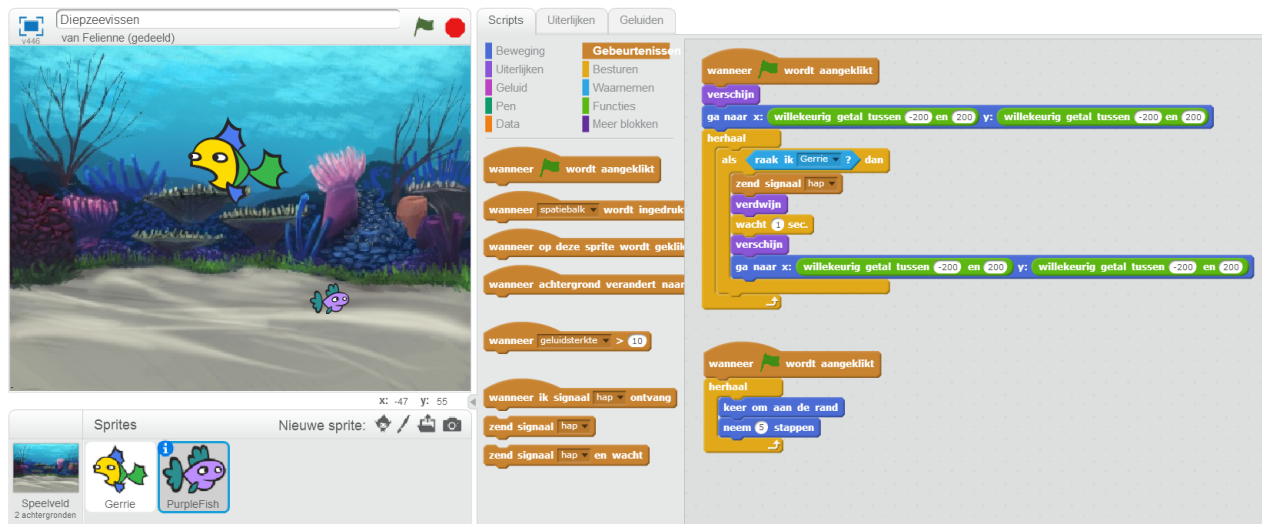 Diepzeevissen
v446
van Felienne (gedeeld)
x: -47 y: 55
Sprites
Nieuwe sprite:
Speelveld
2 achtergronden
Gerrie
PurpleFish
Scripts
Uiterlijken
Geluiden
Beweging
Gebeurtenissen
Uiterlijken
Besturen
Geluid
Waarnemen
Pen
Functies
Data
Meer blokken
wanneer wordt aangeklikt
wanneer spatiebalk wordt ingedruk
wanneer op deze sprite wordt geklik
wanneer achtergrond verandert naar
wanneer geluidsterkte > 10
wanneer ik signaal hap ontvang
zend signaal hap
zend signaal hap en wacht
wanneer wordt aangeklikt
verschijn
ga naar x: willekeurig getal tussen -200 en 200 y: willekeurig getal tussen -200 en 200
herhaal
als raak ik Gerrie ? dan
zend signaal hap
verdwijn
wacht 1 sec.
verschijn
ga naar x: willekeurig getal tussen -200 en 200 y: willekeurig getal tussen -200 en 200
wanneer wordt aangeklikt
herhaal
keer om aan de rand
neem 5 stappen